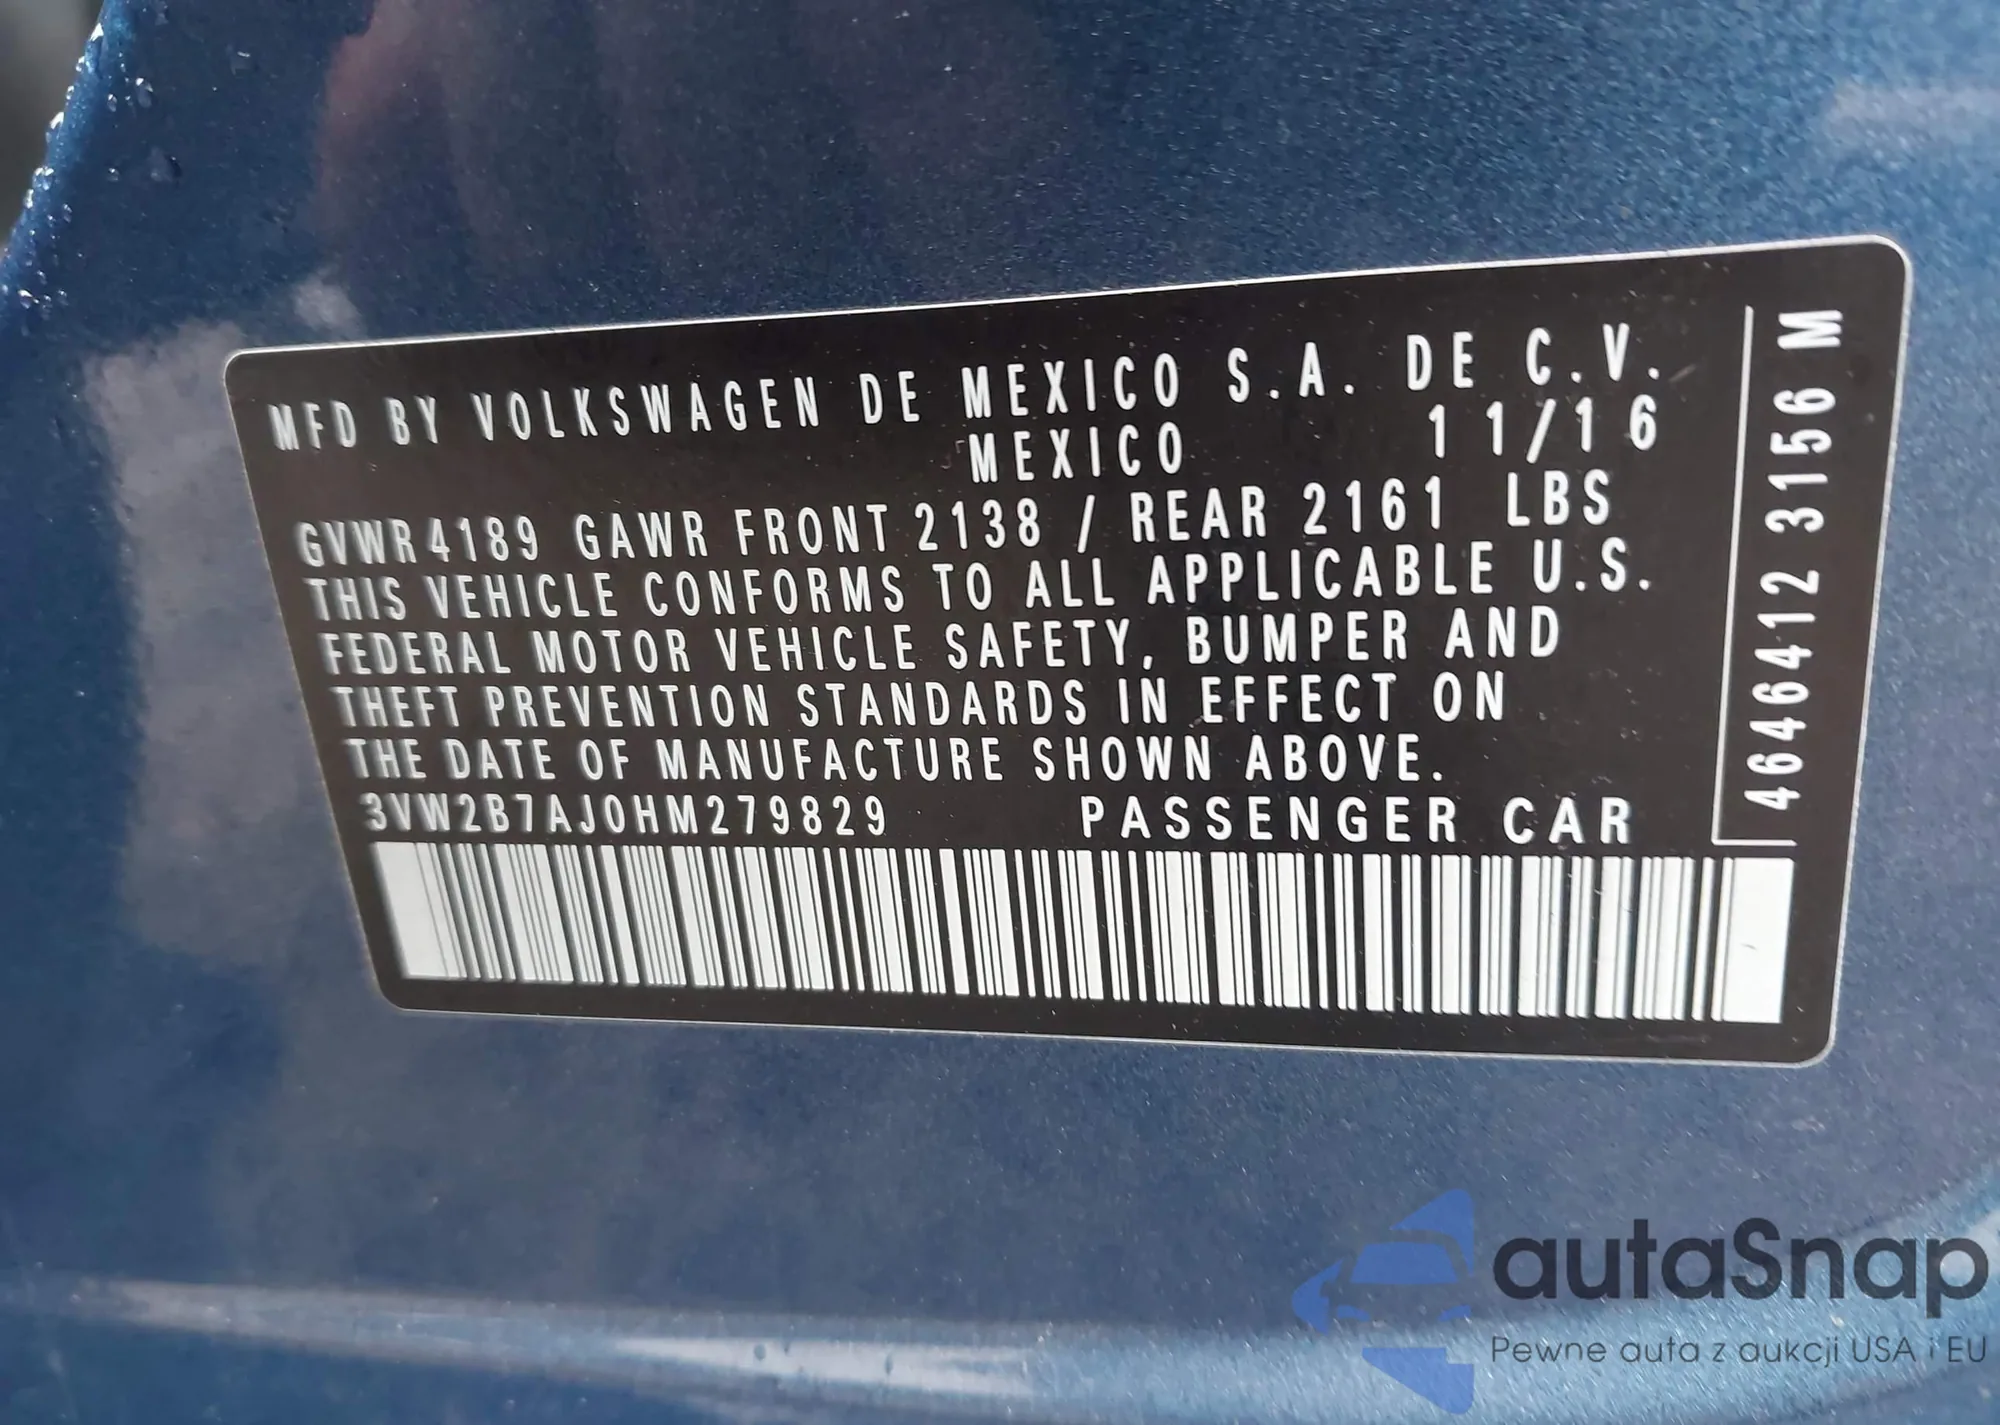 MFD BY VOLKSWAGEN DE MEXICO S.A. DE C.V.
MEXICO 11/16
GVWR 4189 GAWR FRONT 2138 / REAR 2161 LBS
THIS VEHICLE CONFORMS TO ALL APPLICABLE U.S.
FEDERAL MOTOR VEHICLE SAFETY, BUMPER AND
THEFT PREVENTION STANDARDS IN EFFECT ON
THE DATE OF MANUFACTURE SHOWN ABOVE.
3VW2B7AJ0HM279829 PASSENGER CAR
4646412 3156 M
autaSnap
Pewne auta z aukcji USA i EU